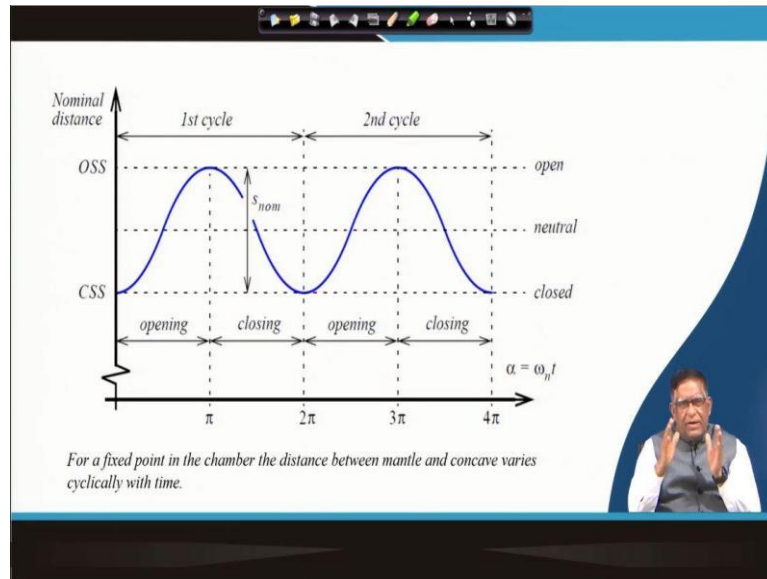 Nominal
distance
1st cycle
2nd cycle
OSS
open
s_nom
neutral
CSS
closed
opening
closing
opening
closing
α = ω_n t
π
2π
3π
4π
For a fixed point in the chamber the distance between mantle and concave varies
cyclically with time.